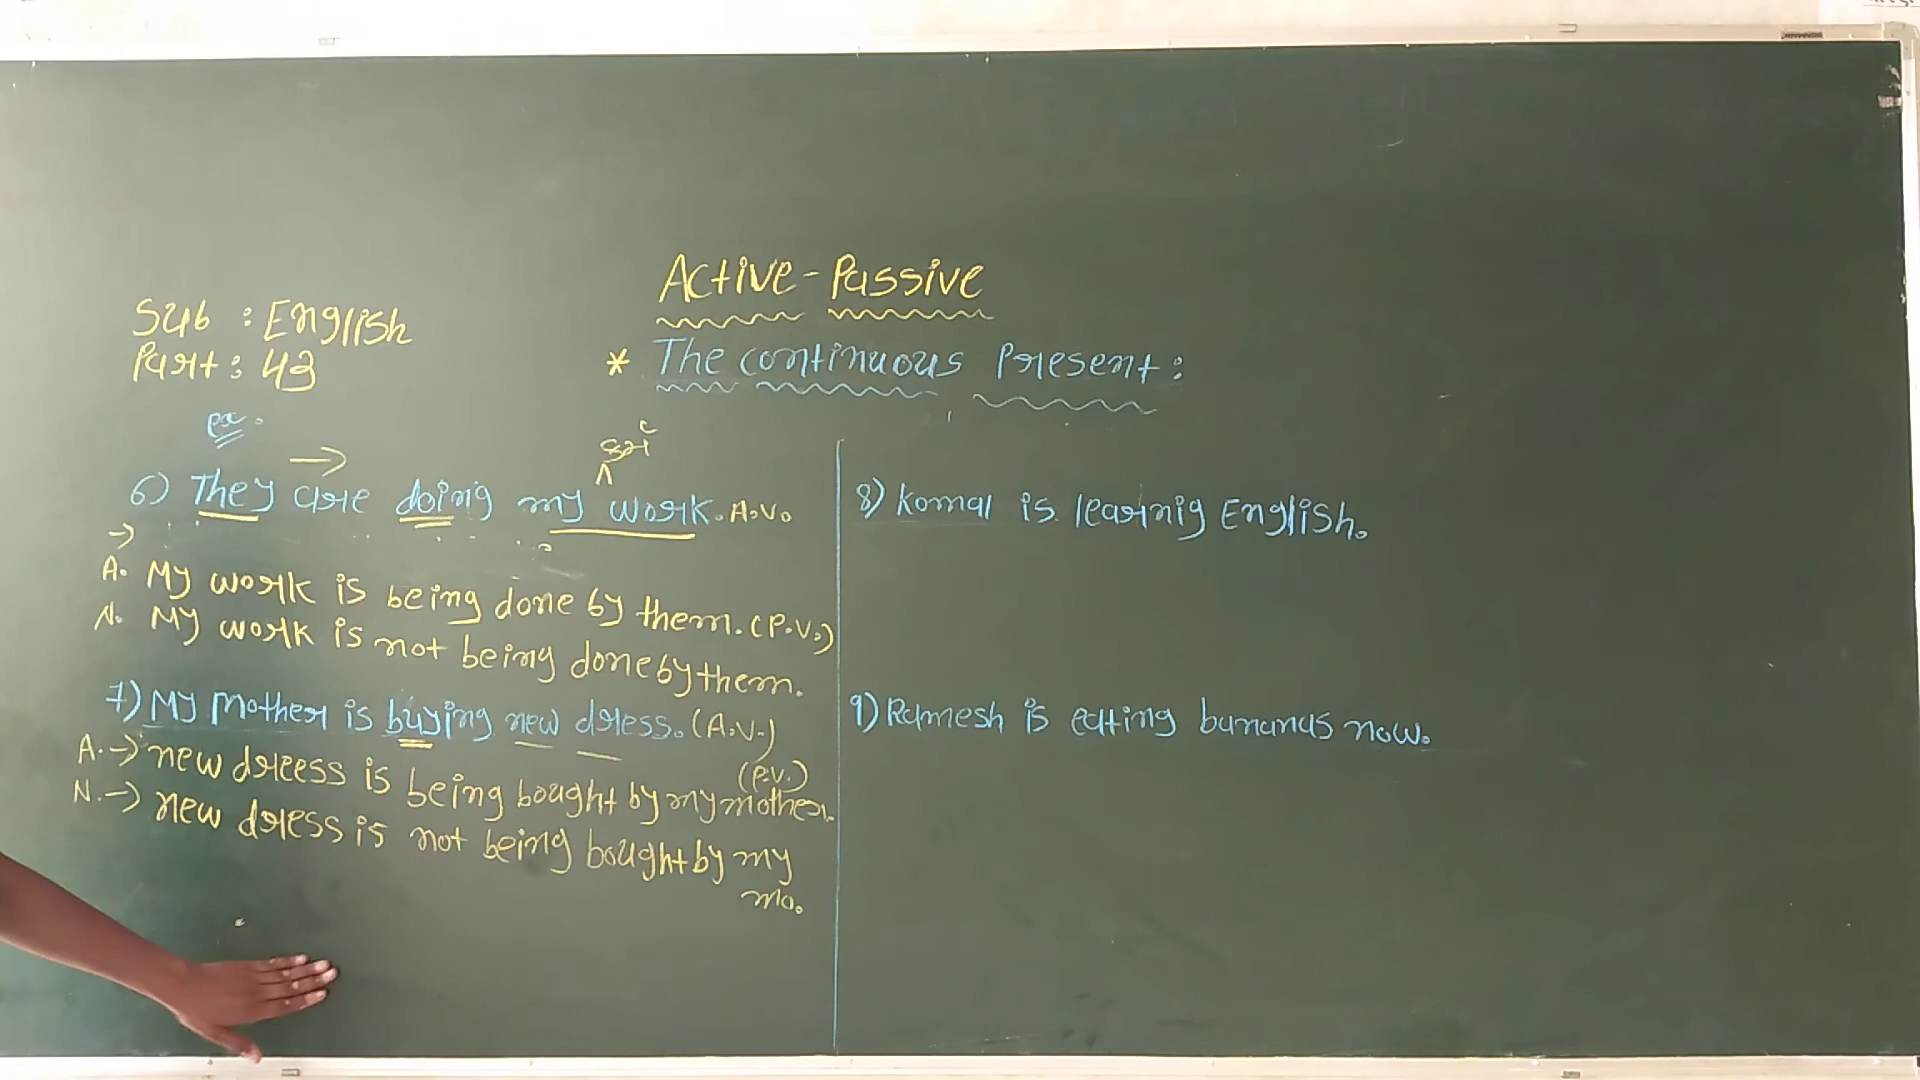 Active-Passive
Sub : English
Part : 43
* The continuous Present :
ex.
કર્મ
6) They are doing my work. A.V.
A. My work is being done by them. (P.V.)
N. My work is not being done by them.
7) My Mother is buying new dress. (A.V.)
(P.V.)
A. → new dreess is being bought by my mother.
N. → new dress is not being bought by my
mo.
8) Komal is learnig English.
9) Ramesh is eating bananas now.